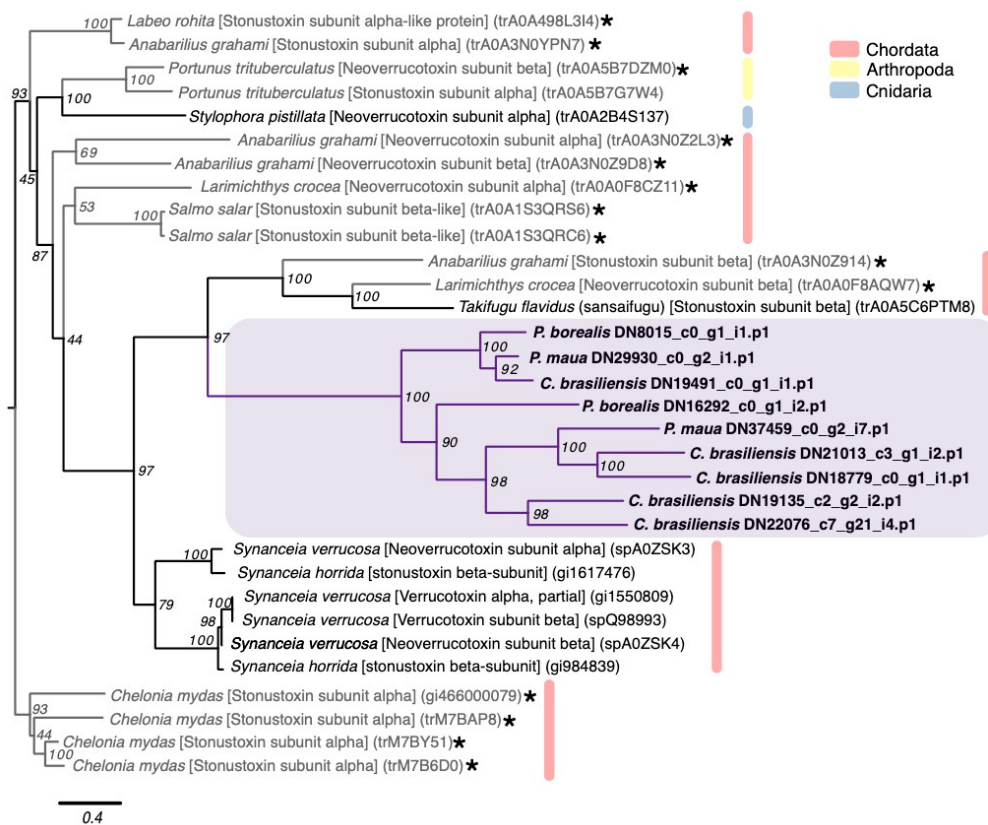 Labeo rohita [Stonustoxin subunit alpha-like protein] (trA0A498L3I4)*
100
Anabarilius grahami [Stonustoxin subunit alpha] (trA0A3N0YPN7)*
Portunus trituberculatus [Neoverrucotoxin subunit beta] (trA0A5B7DZM0)*
100
Portunus trituberculatus [Stonustoxin subunit alpha] (trA0A5B7G7W4)
93
100
Stylophora pistillata [Neoverrucotoxin subunit alpha] (trA0A2B4S137)
Chordata
Arthropoda
Cnidaria
Anabarilius grahami [Neoverrucotoxin subunit alpha] (trA0A3N0Z2L3)*
69
Anabarilius grahami [Neoverrucotoxin subunit beta] (trA0A3N0Z9D8)*
45
Larimichthys crocea [Neoverrucotoxin subunit alpha] (trA0A0F8CZ11)*
53
Salmo salar [Stonustoxin subunit beta-like] (trA0A1S3QRS6)*
100
Salmo salar [Stonustoxin subunit beta-like] (trA0A1S3QRC6)*
87
Anabarilius grahami [Stonustoxin subunit beta] (trA0A3N0Z914)*
100
Larimichthys crocea [Neoverrucotoxin subunit beta] (trA0A0F8AQW7)*
100
Takifugu flavidus (sansaifugu) [Stonustoxin subunit beta] (trA0A5C6PTM8)
44
97
P. borealis DN8015_c0_g1_i1.p1
100
P. maua DN29930_c0_g2_i1.p1
92
C. brasiliensis DN19491_c0_g1_i1.p1
100
P. borealis DN16292_c0_g1_i2.p1
90
P. maua DN37459_c0_g2_i7.p1
100
C. brasiliensis DN21013_c3_g1_i2.p1
100
C. brasiliensis DN18779_c0_g1_i1.p1
97
98
C. brasiliensis DN19135_c2_g2_i2.p1
98
C. brasiliensis DN22076_c7_g21_i4.p1
Synanceia verrucosa [Neoverrucotoxin subunit alpha] (spA0ZSK3)
100
Synanceia horrida [stonustoxin beta-subunit] (gi1617476)
79
Synanceia verrucosa [Verrucotoxin alpha, partial] (gi1550809)
100
Synanceia verrucosa [Verrucotoxin subunit beta] (spQ98993)
98
Synanceia verrucosa [Neoverrucotoxin subunit beta] (spA0ZSK4)
100
Synanceia horrida [stonustoxin beta-subunit] (gi984839)
Chelonia mydas [Stonustoxin subunit alpha] (gi466000079)*
93
Chelonia mydas [Stonustoxin subunit alpha] (trM7BAP8)*
44
Chelonia mydas [Stonustoxin subunit alpha] (trM7BY51)*
100
Chelonia mydas [Stonustoxin subunit alpha] (trM7B6D0)*
0.4